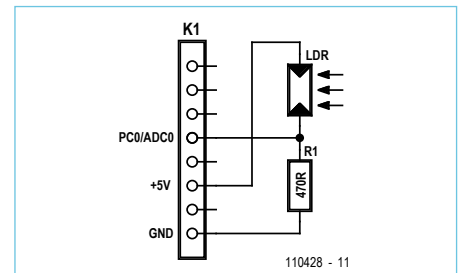 K1
LDR
PC0/ADC0
R1
470R
+5V
GND
110428 - 11